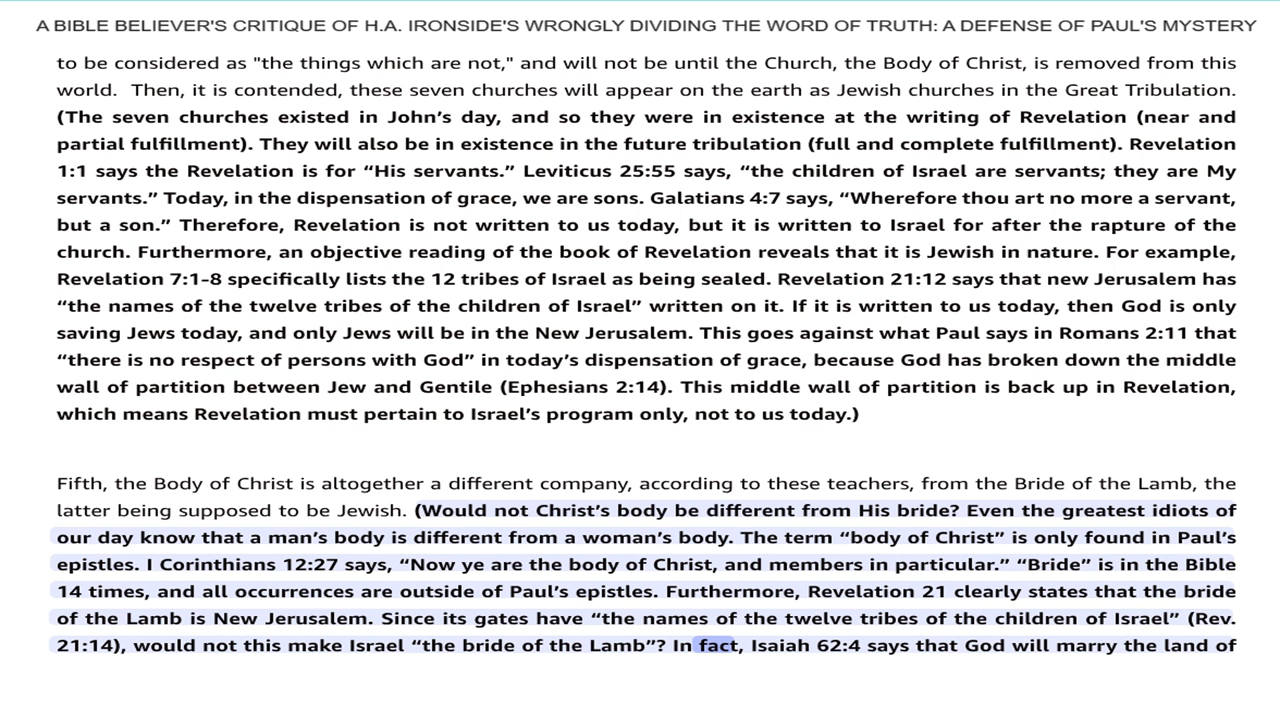 A BIBLE BELIEVER'S CRITIQUE OF H.A. IRONSIDE'S WRONGLY DIVIDING THE WORD OF TRUTH: A DEFENSE OF PAUL'S MYSTERY
to be considered as "the things which are not," and will not be until the Church, the Body of Christ, is removed from this
world.  Then, it is contended, these seven churches will appear on the earth as Jewish churches in the Great Tribulation.
(The seven churches existed in John’s day, and so they were in existence at the writing of Revelation (near and
partial fulfillment). They will also be in existence in the future tribulation (full and complete fulfillment). Revelation
1:1 says the Revelation is for “His servants.” Leviticus 25:55 says, “the children of Israel are servants; they are My
servants.” Today, in the dispensation of grace, we are sons. Galatians 4:7 says, “Wherefore thou art no more a servant,
but a son.” Therefore, Revelation is not written to us today, but it is written to Israel for after the rapture of the
church. Furthermore, an objective reading of the book of Revelation reveals that it is Jewish in nature. For example,
Revelation 7:1–8 specifically lists the 12 tribes of Israel as being sealed. Revelation 21:12 says that new Jerusalem has
“the names of the twelve tribes of the children of Israel” written on it. If it is written to us today, then God is only
saving Jews today, and only Jews will be in the New Jerusalem. This goes against what Paul says in Romans 2:11 that
“there is no respect of persons with God” in today’s dispensation of grace, because God has broken down the middle
wall of partition between Jew and Gentile (Ephesians 2:14). This middle wall of partition is back up in Revelation,
which means Revelation must pertain to Israel’s program only, not to us today.)
Fifth, the Body of Christ is altogether a different company, according to these teachers, from the Bride of the Lamb, the
latter being supposed to be Jewish. (Would not Christ’s body be different from His bride? Even the greatest idiots of
our day know that a man’s body is different from a woman’s body. The term “body of Christ” is only found in Paul’s
epistles. I Corinthians 12:27 says, “Now ye are the body of Christ, and members in particular.” “Bride” is in the Bible
14 times, and all occurrences are outside of Paul’s epistles. Furthermore, Revelation 21 clearly states that the bride
of the Lamb is New Jerusalem. Since its gates have “the names of the twelve tribes of the children of Israel” (Rev.
21:14), would not this make Israel “the bride of the Lamb”? In fact, Isaiah 62:4 says that God will marry the land of